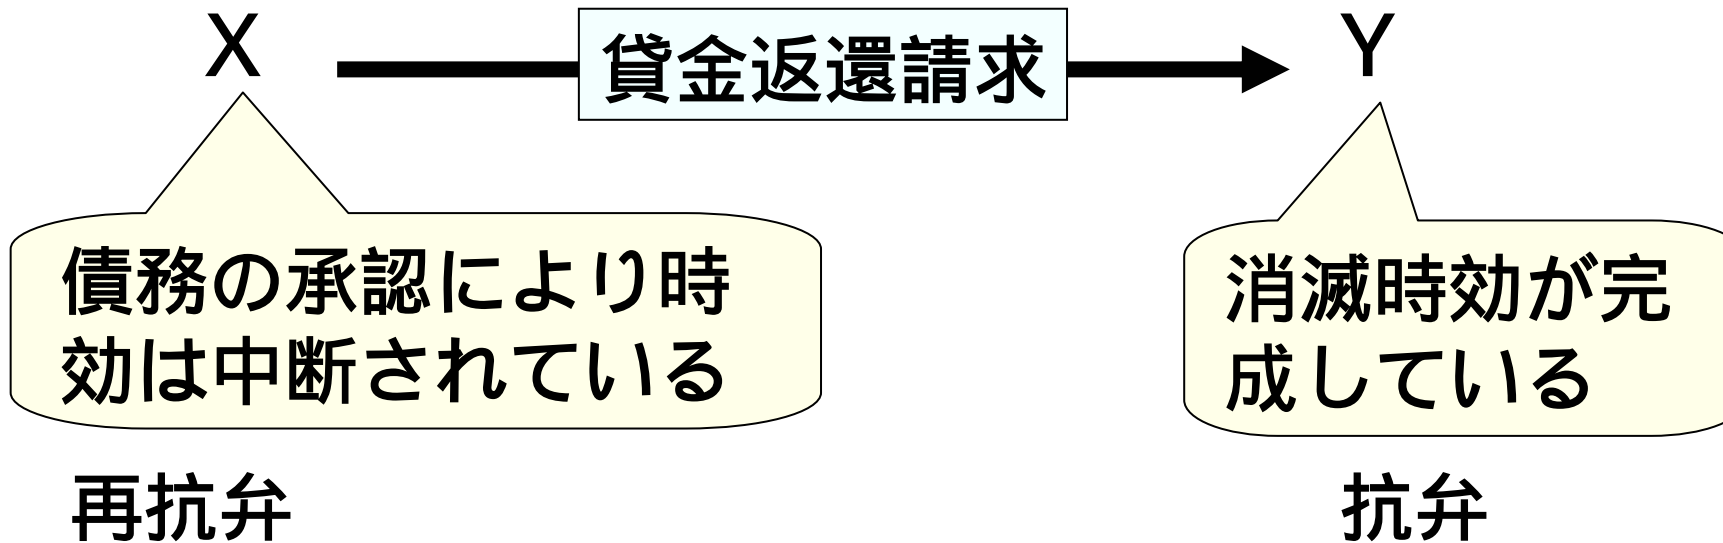 X
貸金返還請求
Y
債務の承認により時
効は中断されている
消滅時効が完
成している
再抗弁
抗弁